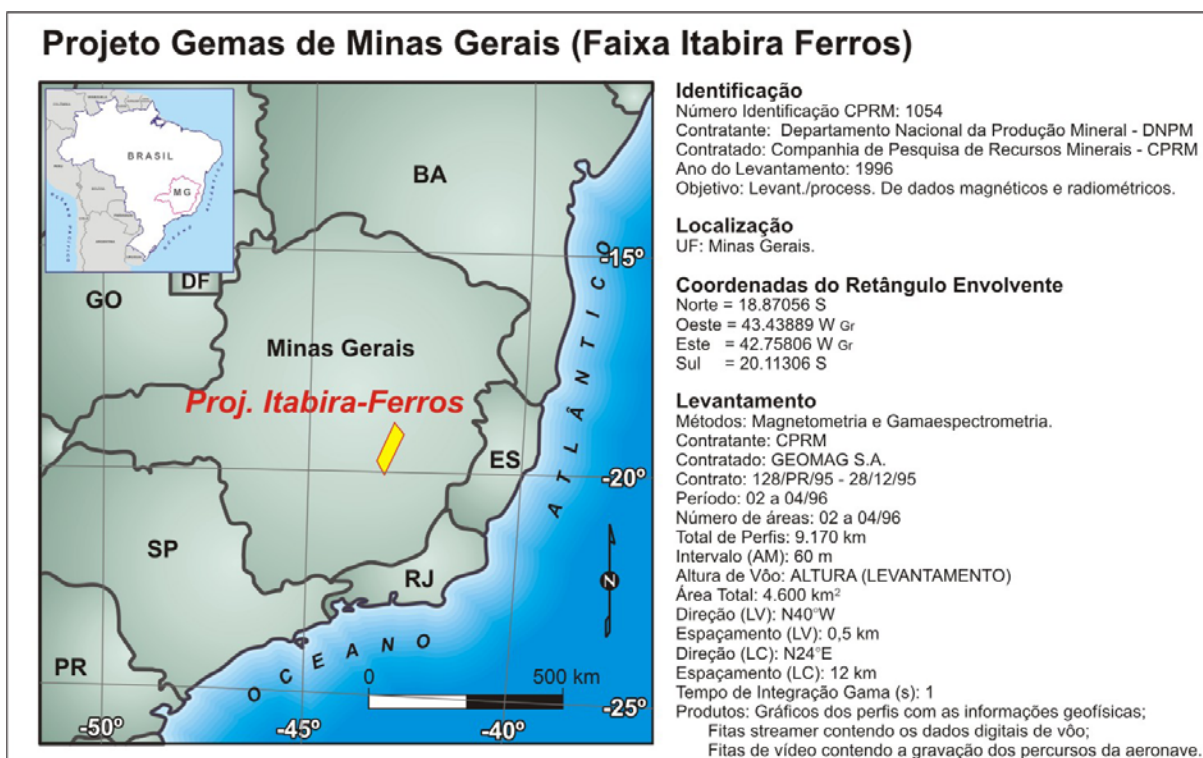 Projeto Gemas de Minas Gerais (Faixa Itabira Ferros)
BRASIL
MG
BA
-15º
DF
GO
Minas Gerais
Proj. Itabira-Ferros
ES
-20º
SP
RJ
PR
OCEANO
ATLÂNTICO
N
0
500 km
-25º
-50º
-45º
-40º
Identificação
Número Identificação CPRM: 1054
Contratante: Departamento Nacional da Produção Mineral - DNPM
Contratado: Companhia de Pesquisa de Recursos Minerais - CPRM
Ano do Levantamento: 1996
Objetivo: Levant./process. De dados magnéticos e radiométricos.
Localização
UF: Minas Gerais.
Coordenadas do Retângulo Envolvente
Norte = 18.87056 S
Oeste = 43.43889 W Gr
Este = 42.75806 W Gr
Sul = 20.11306 S
Levantamento
Métodos: Magnetometria e Gamaespectrometria.
Contratante: CPRM
Contratado: GEOMAG S.A.
Contrato: 128/PR/95 - 28/12/95
Período: 02 a 04/96
Número de áreas: 02 a 04/96
Total de Perfis: 9.170 km
Intervalo (AM): 60 m
Altura de Vôo: ALTURA (LEVANTAMENTO)
Área Total: 4.600 km²
Direção (LV): N40°W
Espaçamento (LV): 0,5 km
Direção (LC): N24°E
Espaçamento (LC): 12 km
Tempo de Integração Gama (s): 1
Produtos: Gráficos dos perfis com as informações geofísicas;
Fitas streamer contendo os dados digitais de vôo;
Fitas de vídeo contendo a gravação dos percursos da aeronave.